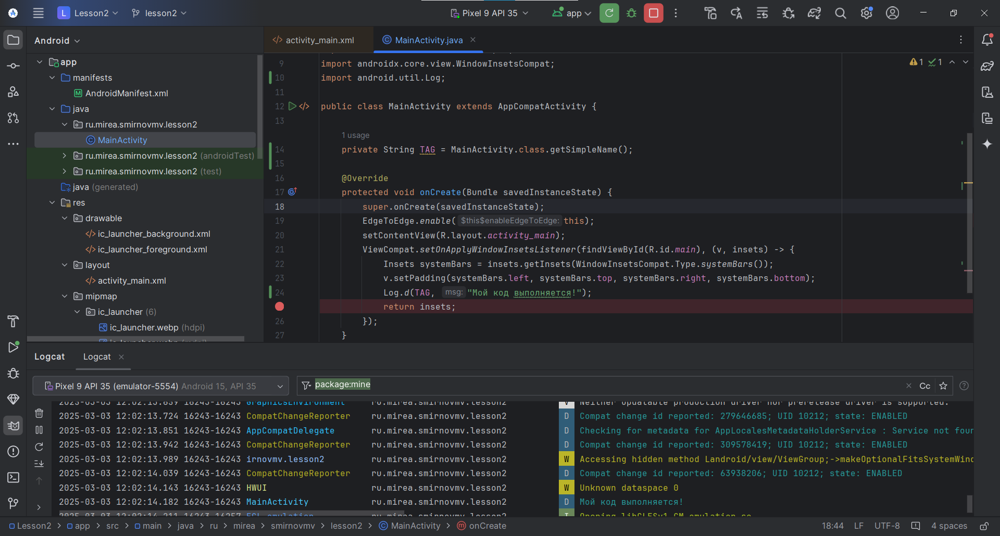 L Lesson2 lesson2 Pixel 9 API 35 app
Android
activity_main.xml MainActivity.java
app
manifests
AndroidManifest.xml
java
ru.mirea.smirnovmv.lesson2
MainActivity
ru.mirea.smirnovmv.lesson2 (androidTest)
ru.mirea.smirnovmv.lesson2 (test)
java (generated)
res
drawable
ic_launcher_background.xml
ic_launcher_foreground.xml
layout
activity_main.xml
mipmap
ic_launcher (6)
ic_launcher.webp (hdpi)
ic_launcher.webp (mdpi)
1 1
9 import androidx.core.view.WindowInsetsCompat;
10 import android.util.Log;
11
12 public class MainActivity extends AppCompatActivity {
13
1 usage
14 private String TAG = MainActivity.class.getSimpleName();
15
16 @Override
17 protected void onCreate(Bundle savedInstanceState) {
18 super.onCreate(savedInstanceState);
19 EdgeToEdge.enable( $this$enableEdgeToEdge: this);
20 setContentView(R.layout.activity_main);
21 ViewCompat.setOnApplyWindowInsetsListener(findViewById(R.id.main), (v, insets) -> {
22 Insets systemBars = insets.getInsets(WindowInsetsCompat.Type.systemBars());
23 v.setPadding(systemBars.left, systemBars.top, systemBars.right, systemBars.bottom);
24 Log.d(TAG, msg: "Мой код выполняется!");
return insets;
26 });
27 }
Logcat Logcat
Pixel 9 API 35 (emulator-5554) Android 15, API 35 package:mine Cc
2025-03-03 12:02:13.639 16243-16243 GraphicsEnvironment ru.mirea.smirnovmv.lesson2 V Neither updatable production driver nor prerelease driver is supported.
2025-03-03 12:02:13.724 16243-16243 CompatChangeReporter ru.mirea.smirnovmv.lesson2 D Compat change id reported: 279646685; UID 10212; state: ENABLED
2025-03-03 12:02:13.851 16243-16243 AppCompatDelegate ru.mirea.smirnovmv.lesson2 D Checking for metadata for AppLocalesMetadataHolderService : Service not four
2025-03-03 12:02:13.942 16243-16243 CompatChangeReporter ru.mirea.smirnovmv.lesson2 D Compat change id reported: 309578419; UID 10212; state: ENABLED
2025-03-03 12:02:13.989 16243-16243 irnovmv.lesson2 ru.mirea.smirnovmv.lesson2 W Accessing hidden method Landroid/view/ViewGroup;->makeOptionalFitsSystemWind
2025-03-03 12:02:14.039 16243-16243 CompatChangeReporter ru.mirea.smirnovmv.lesson2 D Compat change id reported: 63938206; UID 10212; state: ENABLED
2025-03-03 12:02:14.143 16243-16243 HWUI ru.mirea.smirnovmv.lesson2 W Unknown dataspace 0
2025-03-03 12:02:14.182 16243-16243 MainActivity ru.mirea.smirnovmv.lesson2 D Мой код выполняется!
2025-03-03 12:02:14.211 16243-16257 EGL_emulation ru.mirea.smirnovmv.lesson2 I Opening libGLESv1_CM_emulation.so
Lesson2 > app > src > main > java > ru > mirea > smirnovmv > lesson2 > MainActivity > onCreate 18:44 LF UTF-8 4 spaces